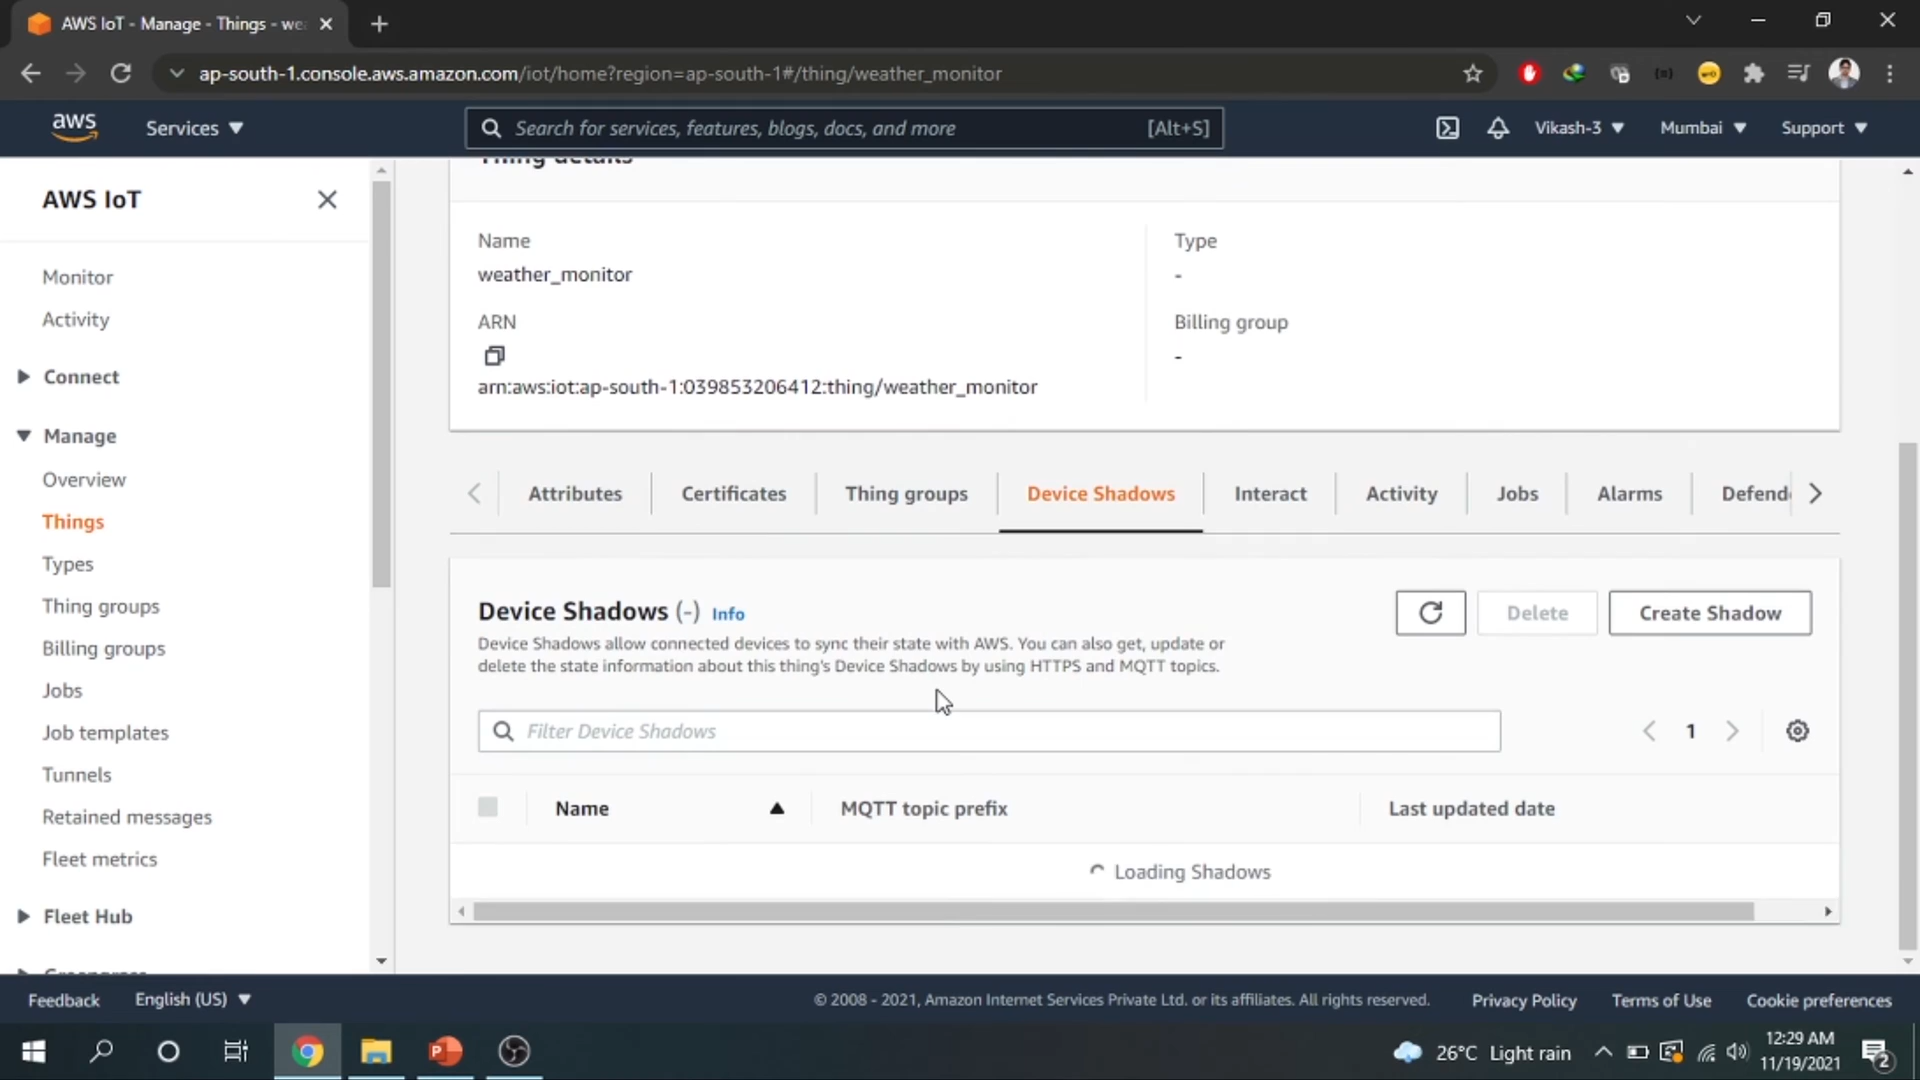 AWS IoT - Manage - Things - we
ap-south-1.console.aws.amazon.com/iot/home?region=ap-south-1#/thing/weather_monitor
aws
Services
Search for services, features, blogs, docs, and more
[Alt+S]
Vikash-3
Mumbai
Support
AWS IoT
Monitor
Activity
Connect
Manage
Overview
Things
Types
Thing groups
Billing groups
Jobs
Job templates
Tunnels
Retained messages
Fleet metrics
Fleet Hub
Thing details
Name
weather_monitor
ARN
arn:aws:iot:ap-south-1:039853206412:thing/weather_monitor
Type
-
Billing group
-
Attributes
Certificates
Thing groups
Device Shadows
Interact
Activity
Jobs
Alarms
Defend
Device Shadows (-) Info
Device Shadows allow connected devices to sync their state with AWS. You can also get, update or
delete the state information about this thing's Device Shadows by using HTTPS and MQTT topics.
Delete
Create Shadow
Filter Device Shadows
1
Name
MQTT topic prefix
Last updated date
Loading Shadows
Feedback
English (US)
© 2008 - 2021, Amazon Internet Services Private Ltd. or its affiliates. All rights reserved.
Privacy Policy
Terms of Use
Cookie preferences
26°C Light rain
12:29 AM
11/19/2021
2